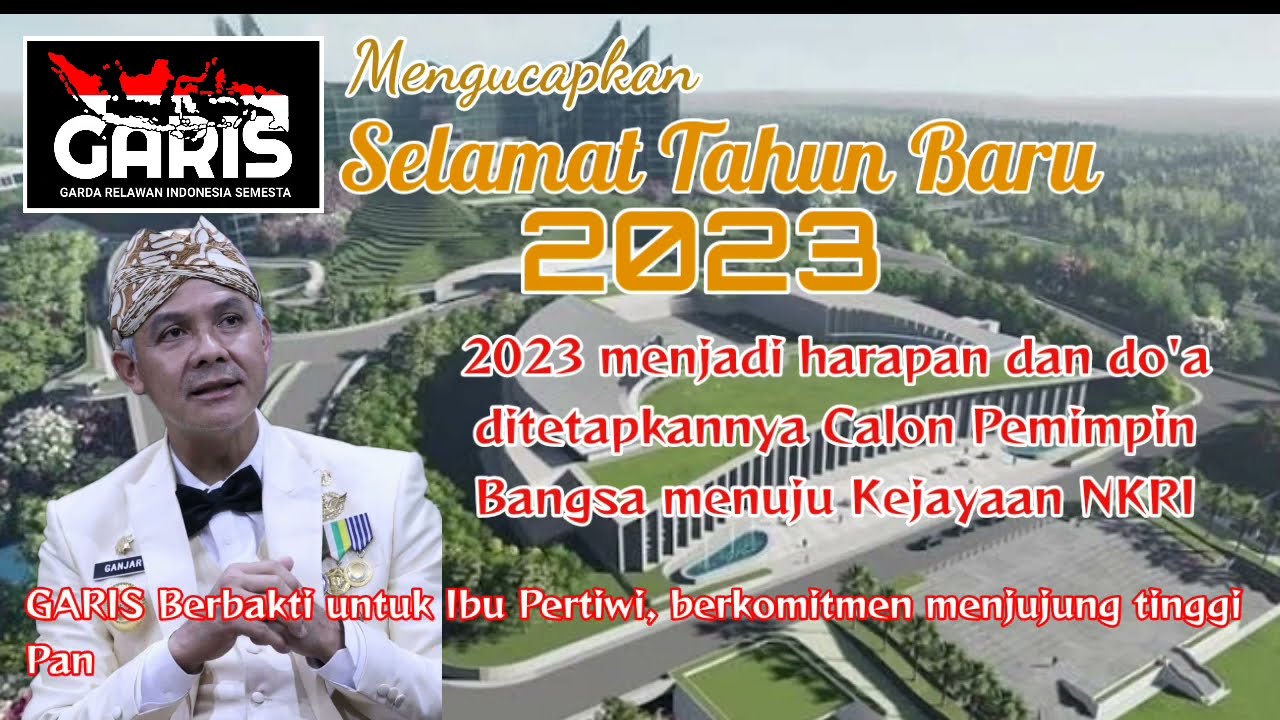 GARIS
GARDA RELAWAN INDONESIA SEMESTA
Mengucapkan
Selamat Tahun Baru
2023
2023 menjadi harapan dan do'a
ditetapkannya Calon Pemimpin
Bangsa menuju Kejayaan NKRI
GANJAR
GARIS Berbakti untuk Ibu Pertiwi, berkomitmen menjujung tinggi
Pan